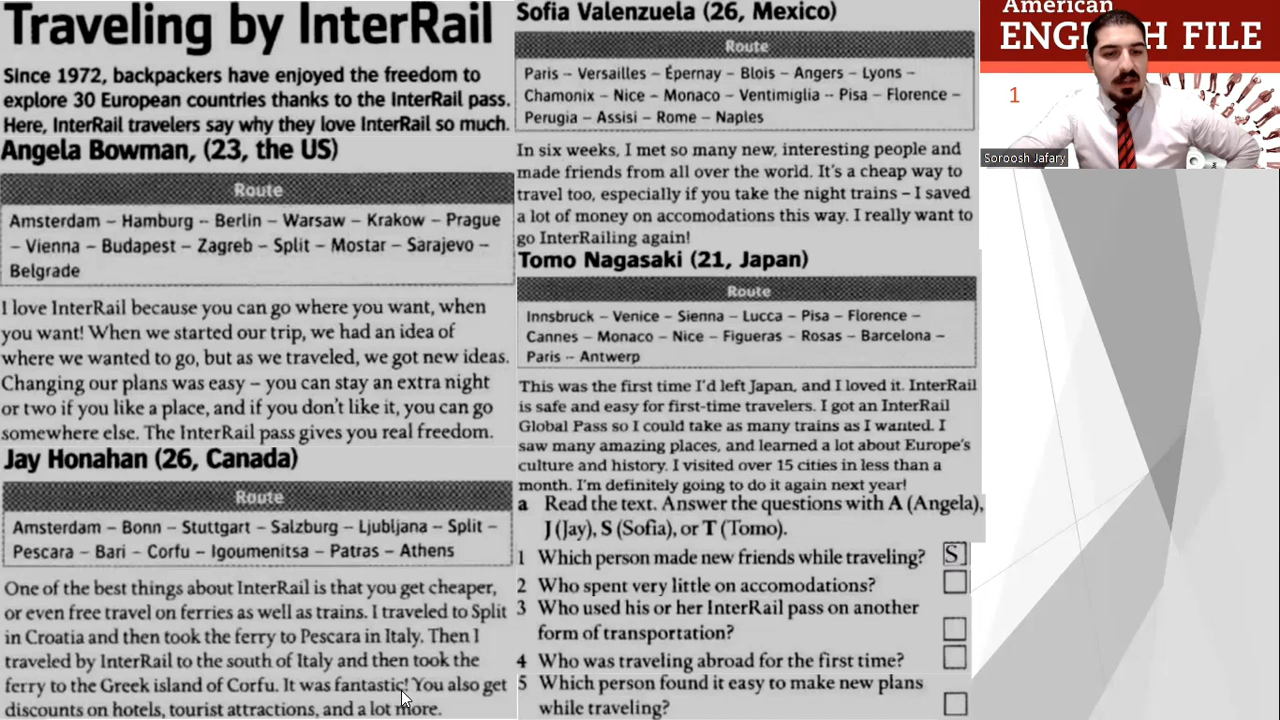 Traveling by InterRail
Since 1972, backpackers have enjoyed the freedom to
explore 30 European countries thanks to the InterRail pass.
Here, InterRail travelers say why they love InterRail so much.
Angela Bowman, (23, the US)
Route
Amsterdam – Hamburg – Berlin – Warsaw – Krakow – Prague
– Vienna – Budapest – Zagreb – Split – Mostar – Sarajevo –
Belgrade
I love InterRail because you can go where you want, when
you want! When we started our trip, we had an idea of
where we wanted to go, but as we traveled, we got new ideas.
Changing our plans was easy – you can stay an extra night
or two if you like a place, and if you don't like it, you can go
somewhere else. The InterRail pass gives you real freedom.
Jay Honahan (26, Canada)
Route
Amsterdam – Bonn – Stuttgart – Salzburg – Ljubljana – Split –
Pescara – Bari – Corfu – Igoumenitsa – Patras – Athens
One of the best things about InterRail is that you get cheaper,
or even free travel on ferries as well as trains. I traveled to Split
in Croatia and then took the ferry to Pescara in Italy. Then I
traveled by InterRail to the south of Italy and then took the
ferry to the Greek island of Corfu. It was fantastic! You also get
discounts on hotels, tourist attractions, and a lot more.
Sofia Valenzuela (26, Mexico)
Route
Paris – Versailles – Épernay – Blois – Angers – Lyons –
Chamonix – Nice – Monaco – Ventimiglia – Pisa – Florence –
Perugia – Assisi – Rome – Naples
In six weeks, I met so many new, interesting people and
made friends from all over the world. It's a cheap way to
travel too, especially if you take the night trains – I saved
a lot of money on accomodations this way. I really want to
go InterRailing again!
Tomo Nagasaki (21, Japan)
Route
Innsbruck – Venice – Sienna – Lucca – Pisa – Florence –
Cannes – Monaco – Nice – Figueras – Rosas – Barcelona –
Paris – Antwerp
This was the first time I'd left Japan, and I loved it. InterRail
is safe and easy for first-time travelers. I got an InterRail
Global Pass so I could take as many trains as I wanted. I
saw many amazing places, and learned a lot about Europe's
culture and history. I visited over 15 cities in less than a
month. I'm definitely going to do it again next year!
a Read the text. Answer the questions with A (Angela),
J (Jay), S (Sofia), or T (Tomo).
1 Which person made new friends while traveling? S
2 Who spent very little on accomodations?
3 Who used his or her InterRail pass on another
form of transportation?
4 Who was traveling abroad for the first time?
5 Which person found it easy to make new plans
while traveling?
American
ENGLISH FILE
1
Soroosh Jafary